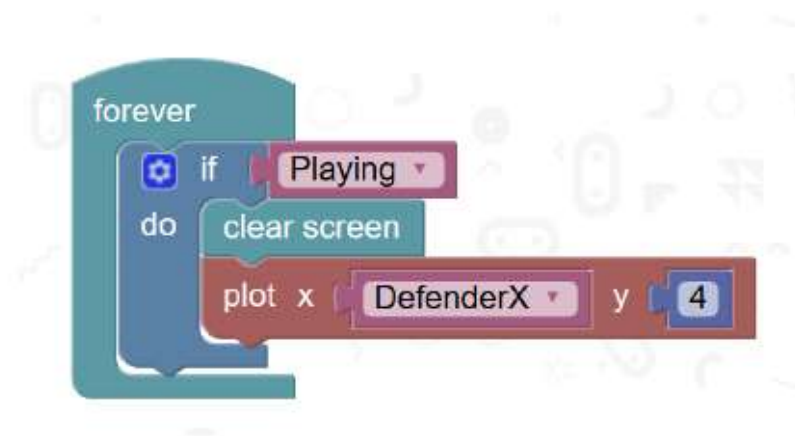 forever
if Playing
do clear screen
plot x DefenderX y 4